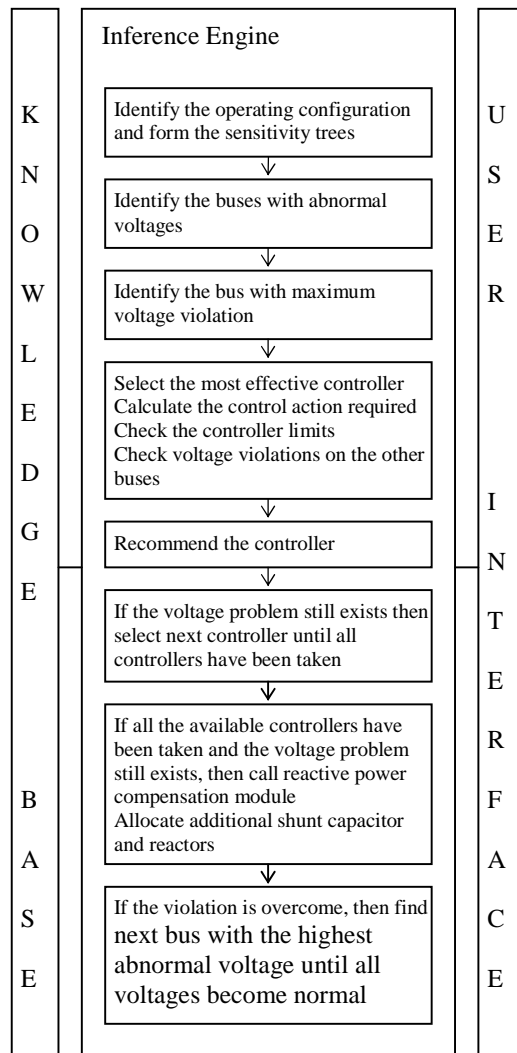 KNOWLEDGE BASE
Inference Engine
Identify the operating configuration
and form the sensitivity trees
Identify the buses with abnormal
voltages
Identify the bus with maximum
voltage violation
Select the most effective controller
Calculate the control action required
Check the controller limits
Check voltage violations on the other
buses
Recommend the controller
If the voltage problem still exists then
select next controller until all
controllers have been taken
If all the available controllers have
been taken and the voltage problem
still exists, then call reactive power
compensation module
Allocate additional shunt capacitor
and reactors
If the violation is overcome, then find
next bus with the highest
abnormal voltage until all
voltages become normal
USER INTERFACE